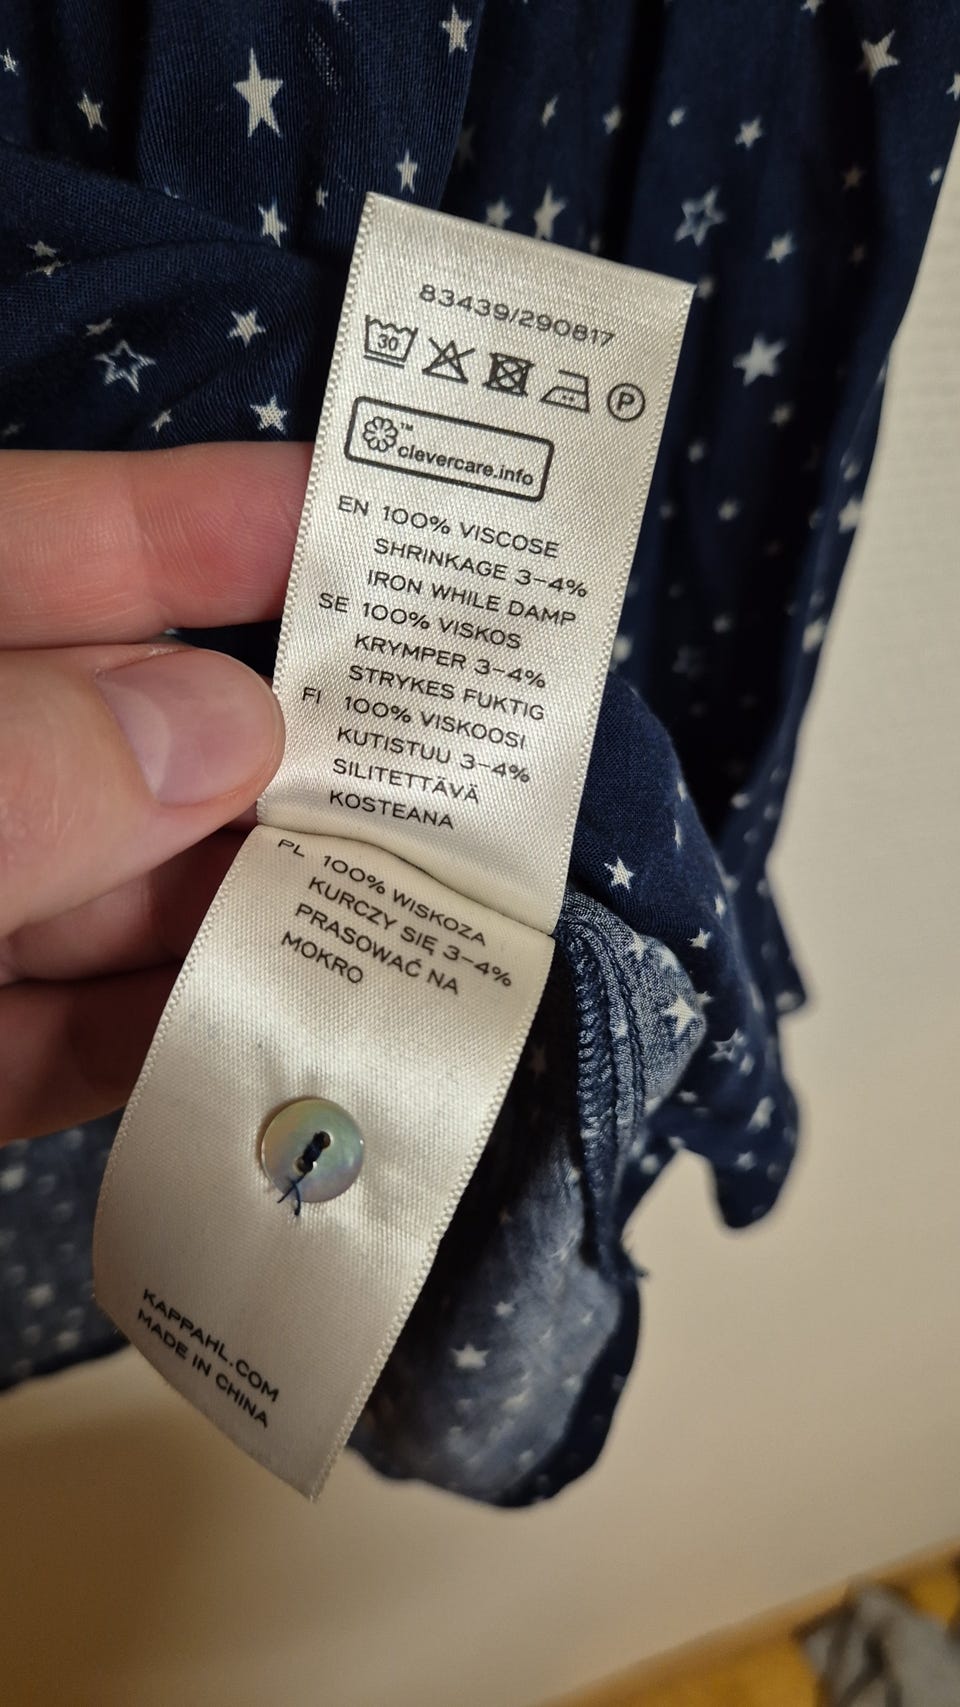 83439/290817
30 P
™
clevercare.info
EN 100% VISCOSE
SHRINKAGE 3-4%
IRON WHILE DAMP
SE 100% VISKOS
KRYMPER 3-4%
STRYKES FUKTIG
FI 100% VISKOOSI
KUTISTUU 3-4%
SILITETTÄVÄ
KOSTEANA
PL 100% WISKOZA
KURCZY SIĘ 3-4%
PRASOWAĆ NA
MOKRO
KAPPAHL.COM
MADE IN CHINA